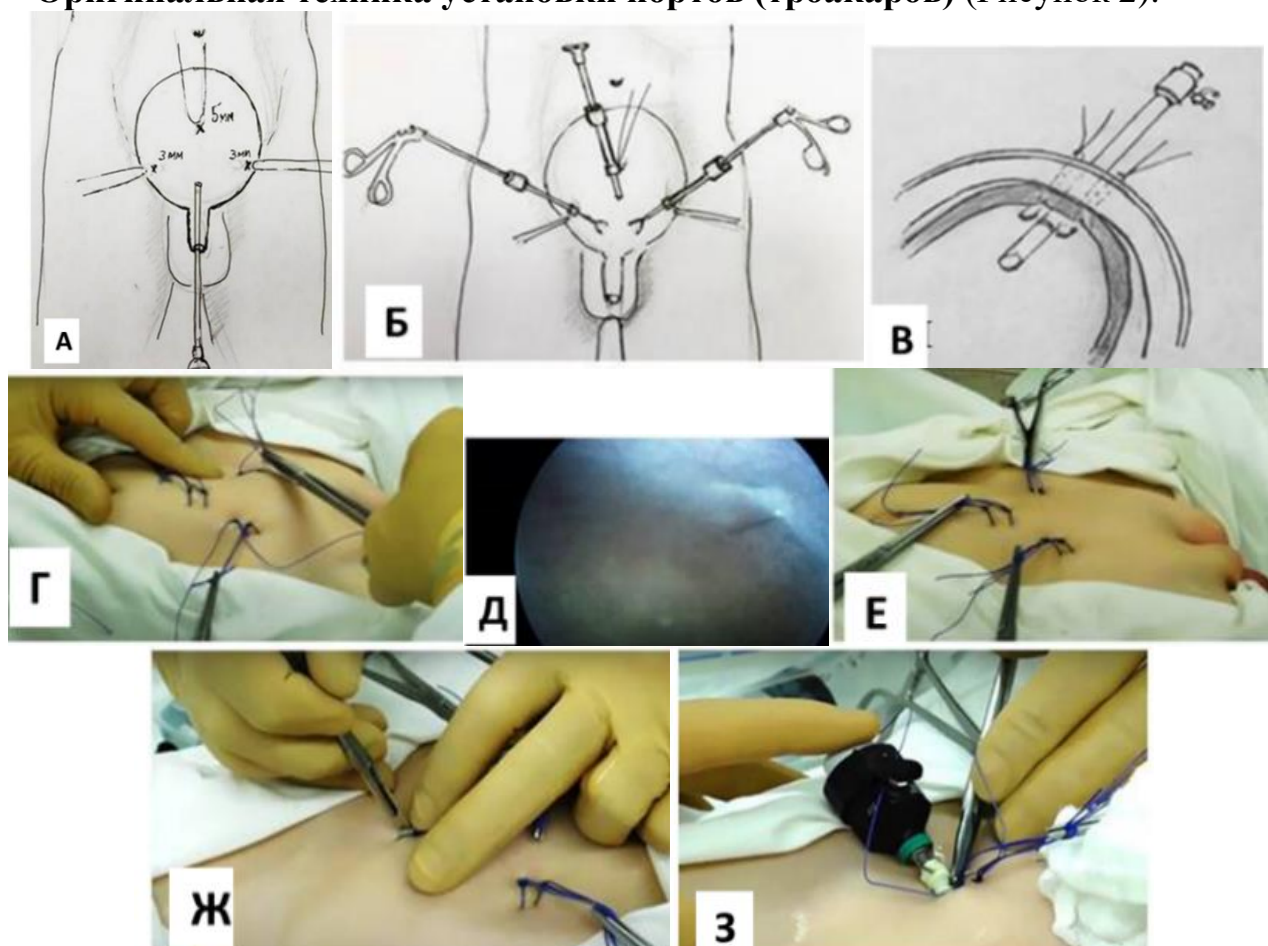 Оригинальная техника установки портов (троакаров) (Рисунок 2).
5мм
3мм
3мм
А
Б
В
Г
Д
Е
Ж
З